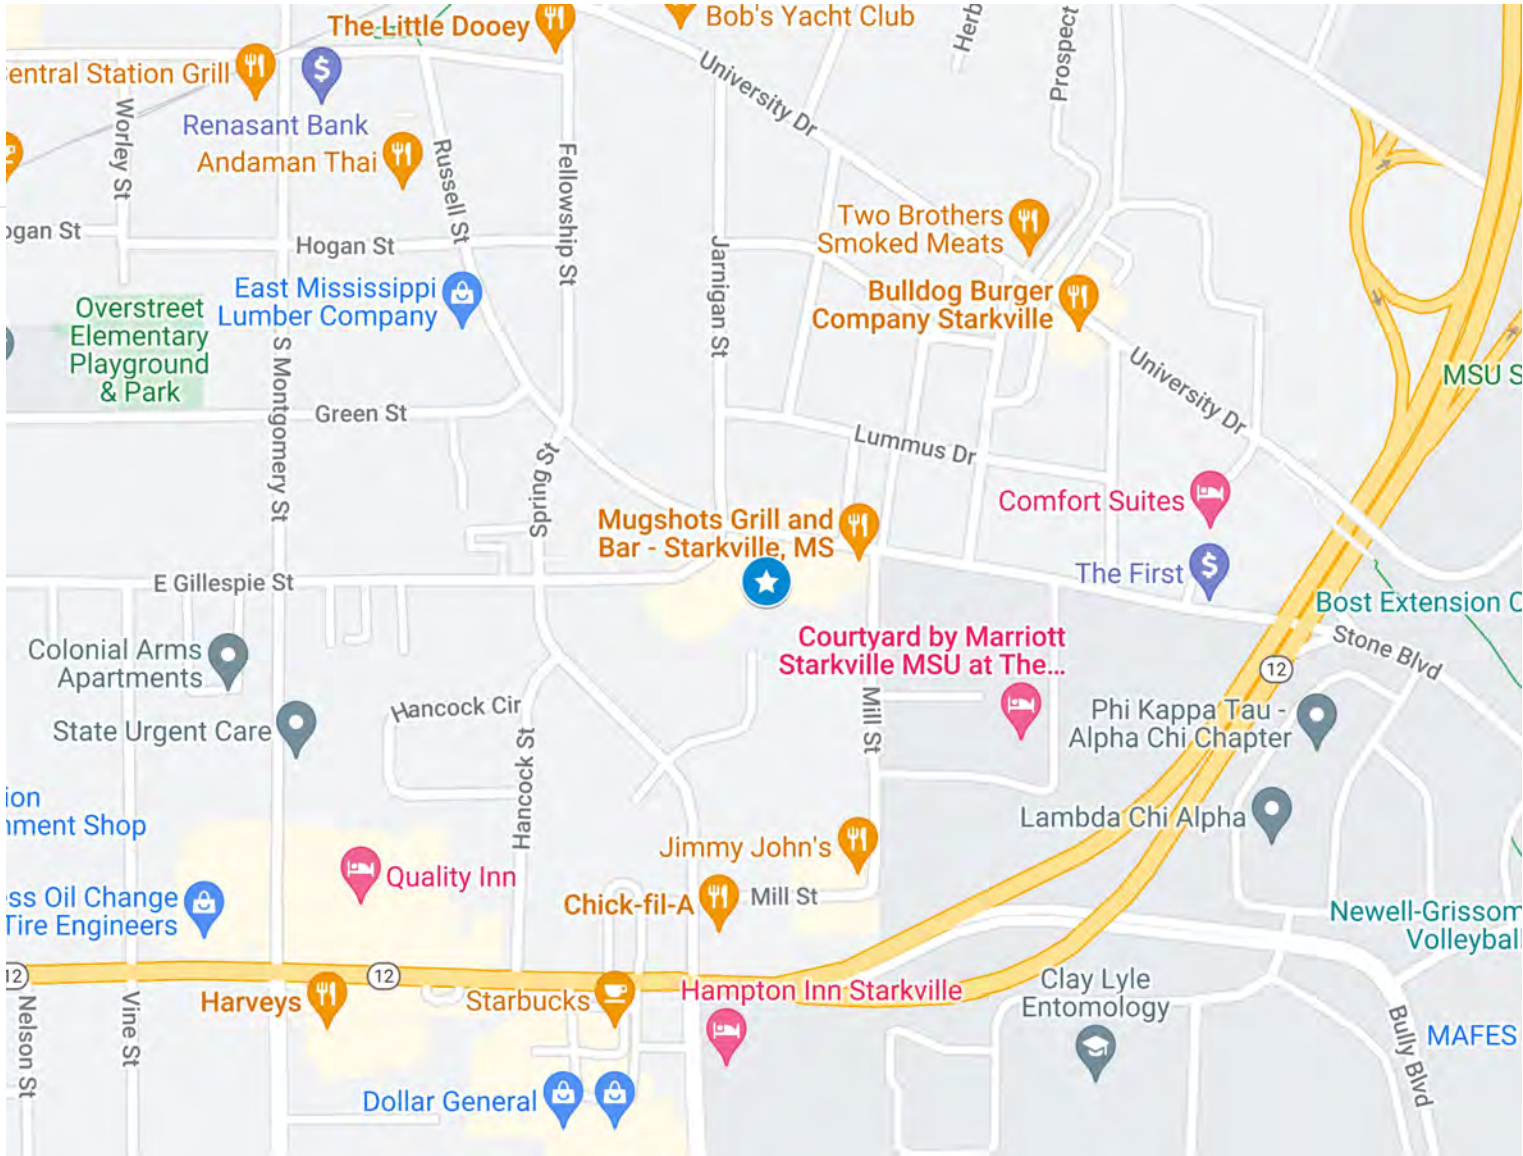 The Little Dooey
Bob's Yacht Club
Herb
Prospect
entral Station Grill
Renasant Bank
Andaman Thai
University Dr
Worley St
Russell St
Fellowship St
Jarnigan St
ogan St
Hogan St
Two Brothers
Smoked Meats
East Mississippi
Lumber Company
Bulldog Burger
Company Starkville
Overstreet
Elementary
Playground
& Park
S Montgomery St
Green St
University Dr
MSU S
Lummus Dr
Spring St
Comfort Suites
Mugshots Grill and
Bar - Starkville, MS
The First
E Gillespie St
Bost Extension C
Stone Blvd
12
Colonial Arms
Apartments
Courtyard by Marriott
Starkville MSU at The...
State Urgent Care
Hancock Cir
Hancock St
Mill St
Phi Kappa Tau -
Alpha Chi Chapter
ion
nment Shop
Lambda Chi Alpha
Jimmy John's
Quality Inn
Chick-fil-A
Mill St
ss Oil Change
Tire Engineers
Newell-Grissom
Volleyball
12
12
Harveys
Starbucks
Hampton Inn Starkville
Clay Lyle
Entomology
Nelson St
Vine St
Bully Blvd
MAFES
Dollar General